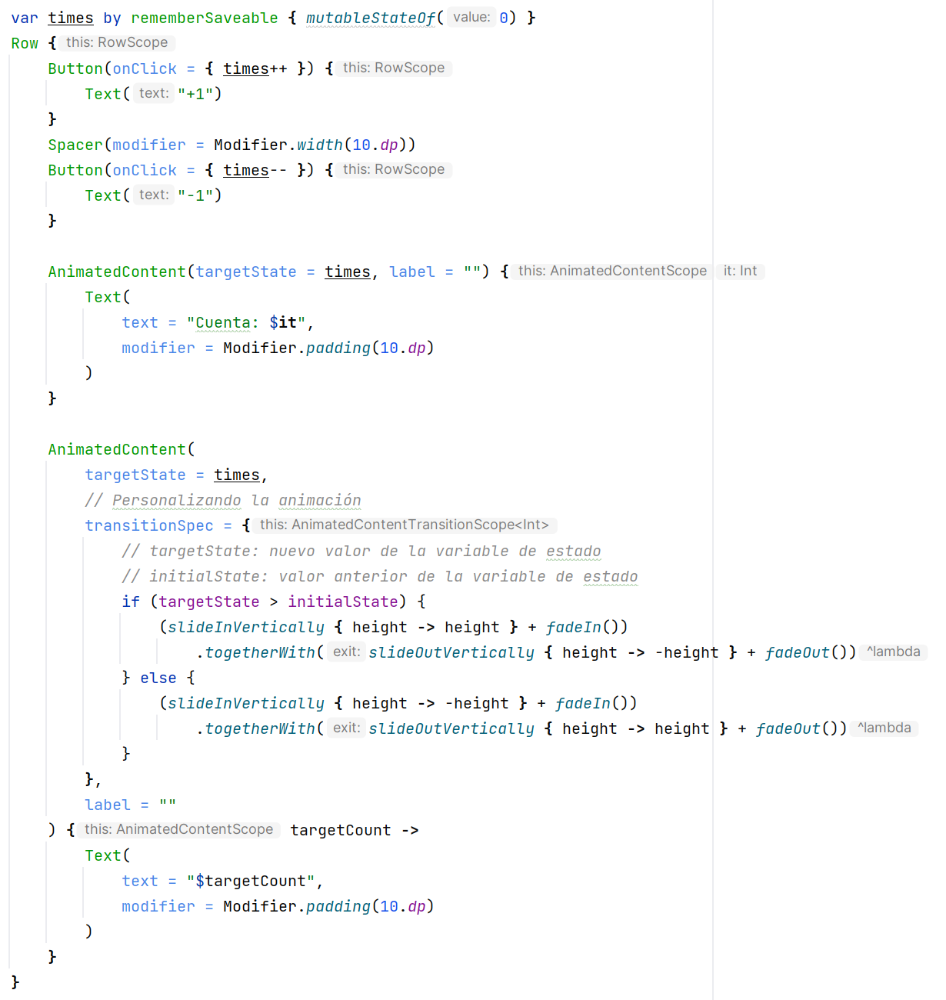 var times by rememberSaveable { mutableStateOf( value: 0) }
Row { this: RowScope
    Button(onClick = { times++ }) { this: RowScope
        Text( text: "+1")
    }
    Spacer(modifier = Modifier.width(10.dp))
    Button(onClick = { times-- }) { this: RowScope
        Text( text: "-1")
    }

    AnimatedContent(targetState = times, label = "") { this: AnimatedContentScope it: Int
        Text(
            text = "Cuenta: $it",
            modifier = Modifier.padding(10.dp)
        )
    }

    AnimatedContent(
        targetState = times,
        // Personalizando la animación
        transitionSpec = { this: AnimatedContentTransitionScope<Int>
            // targetState: nuevo valor de la variable de estado
            // initialState: valor anterior de la variable de estado
            if (targetState > initialState) {
                (slideInVertically { height -> height } + fadeIn())
                    .togetherWith( exit: slideOutVertically { height -> -height } + fadeOut()) ^lambda
            } else {
                (slideInVertically { height -> -height } + fadeIn())
                    .togetherWith( exit: slideOutVertically { height -> height } + fadeOut()) ^lambda
            }
        },
        label = ""
    ) { this: AnimatedContentScope targetCount ->
        Text(
            text = "$targetCount",
            modifier = Modifier.padding(10.dp)
        )
    }
}